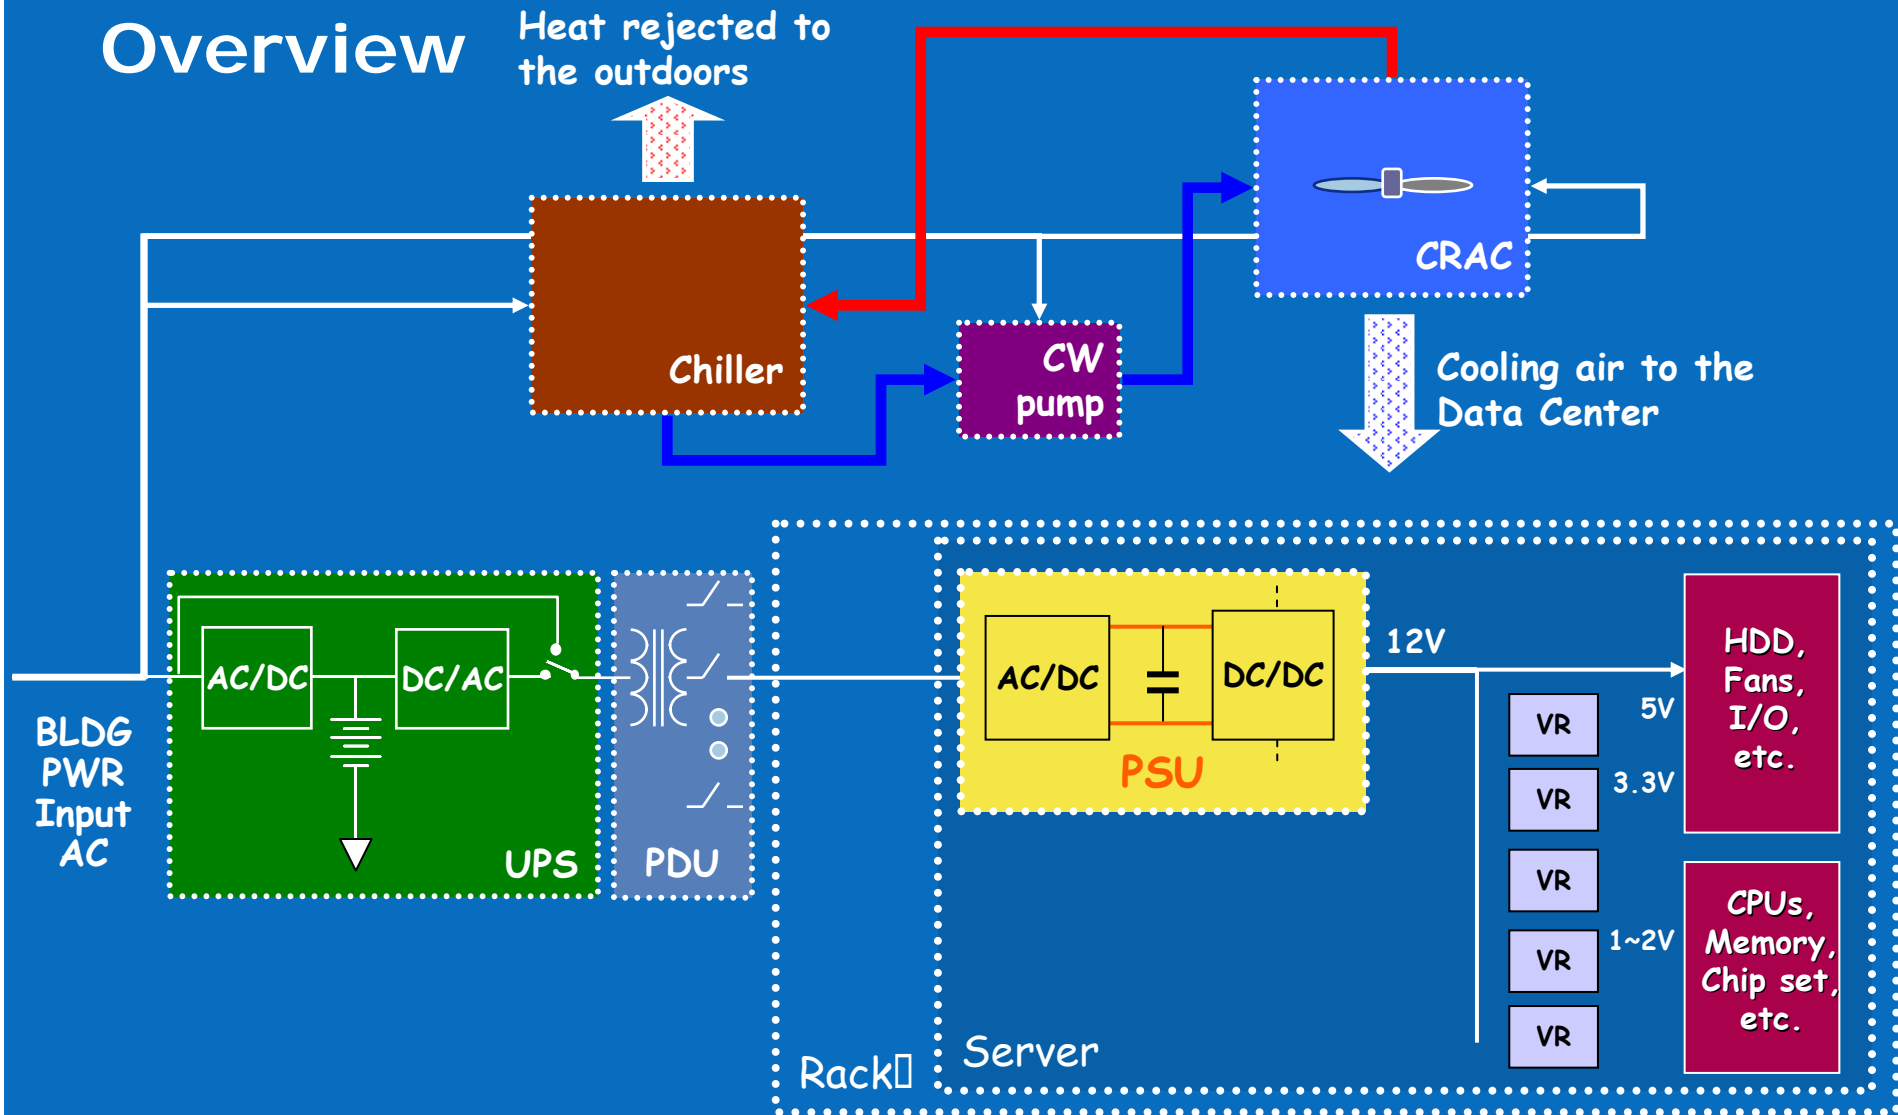 Overview
Heat rejected to
the outdoors
CRAC
Chiller
CW
pump
Cooling air to the
Data Center
BLDG
PWR
Input
AC
AC/DC
DC/AC
UPS
PDU
AC/DC
DC/DC
PSU
12V
5V
3.3V
1~2V
VR
VR
VR
VR
VR
HDD,
Fans,
I/O,
etc.
CPUs,
Memory,
Chip set,
etc.
Server
Rack